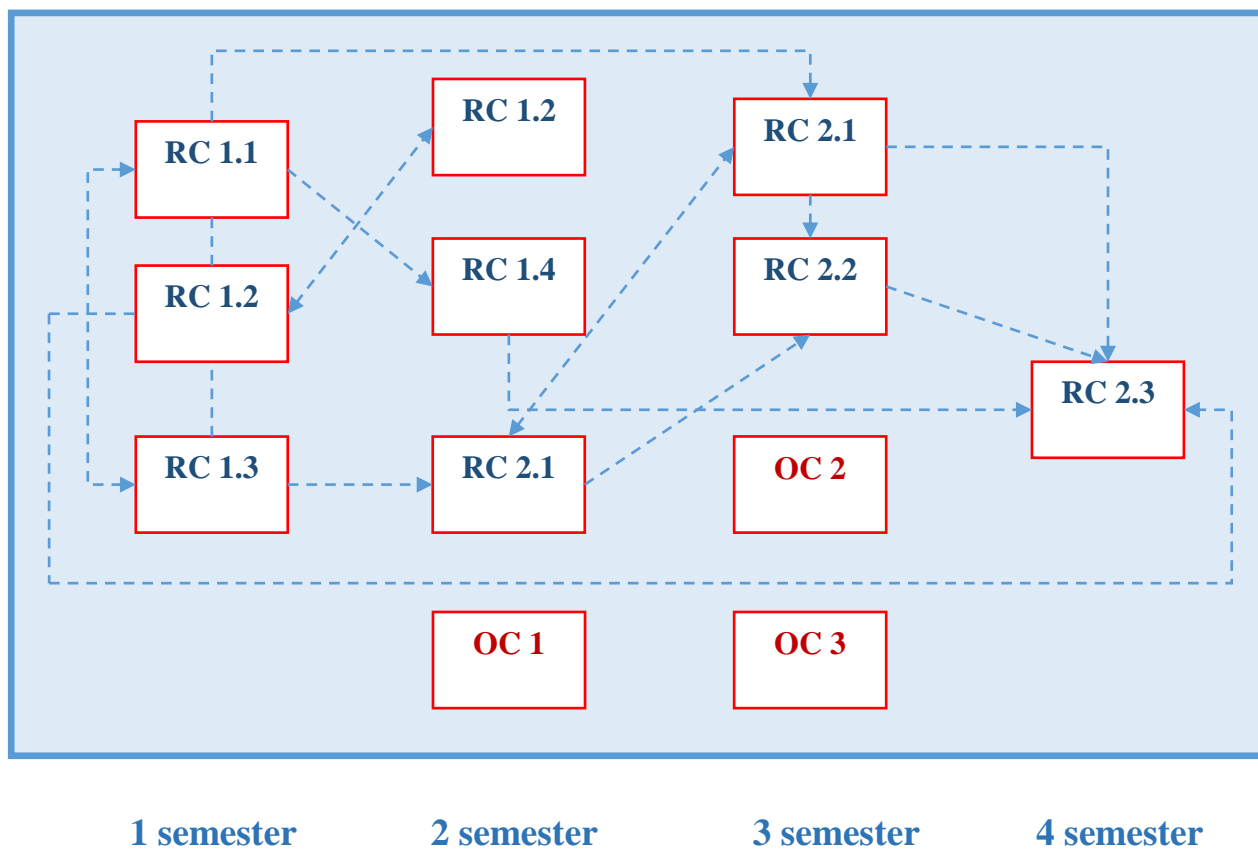 RC 1.1
RC 1.2
RC 1.3
RC 1.2
RC 1.4
RC 2.1
OC 1
RC 2.1
RC 2.2
OC 2
OC 3
RC 2.3
1 semester
2 semester
3 semester
4 semester